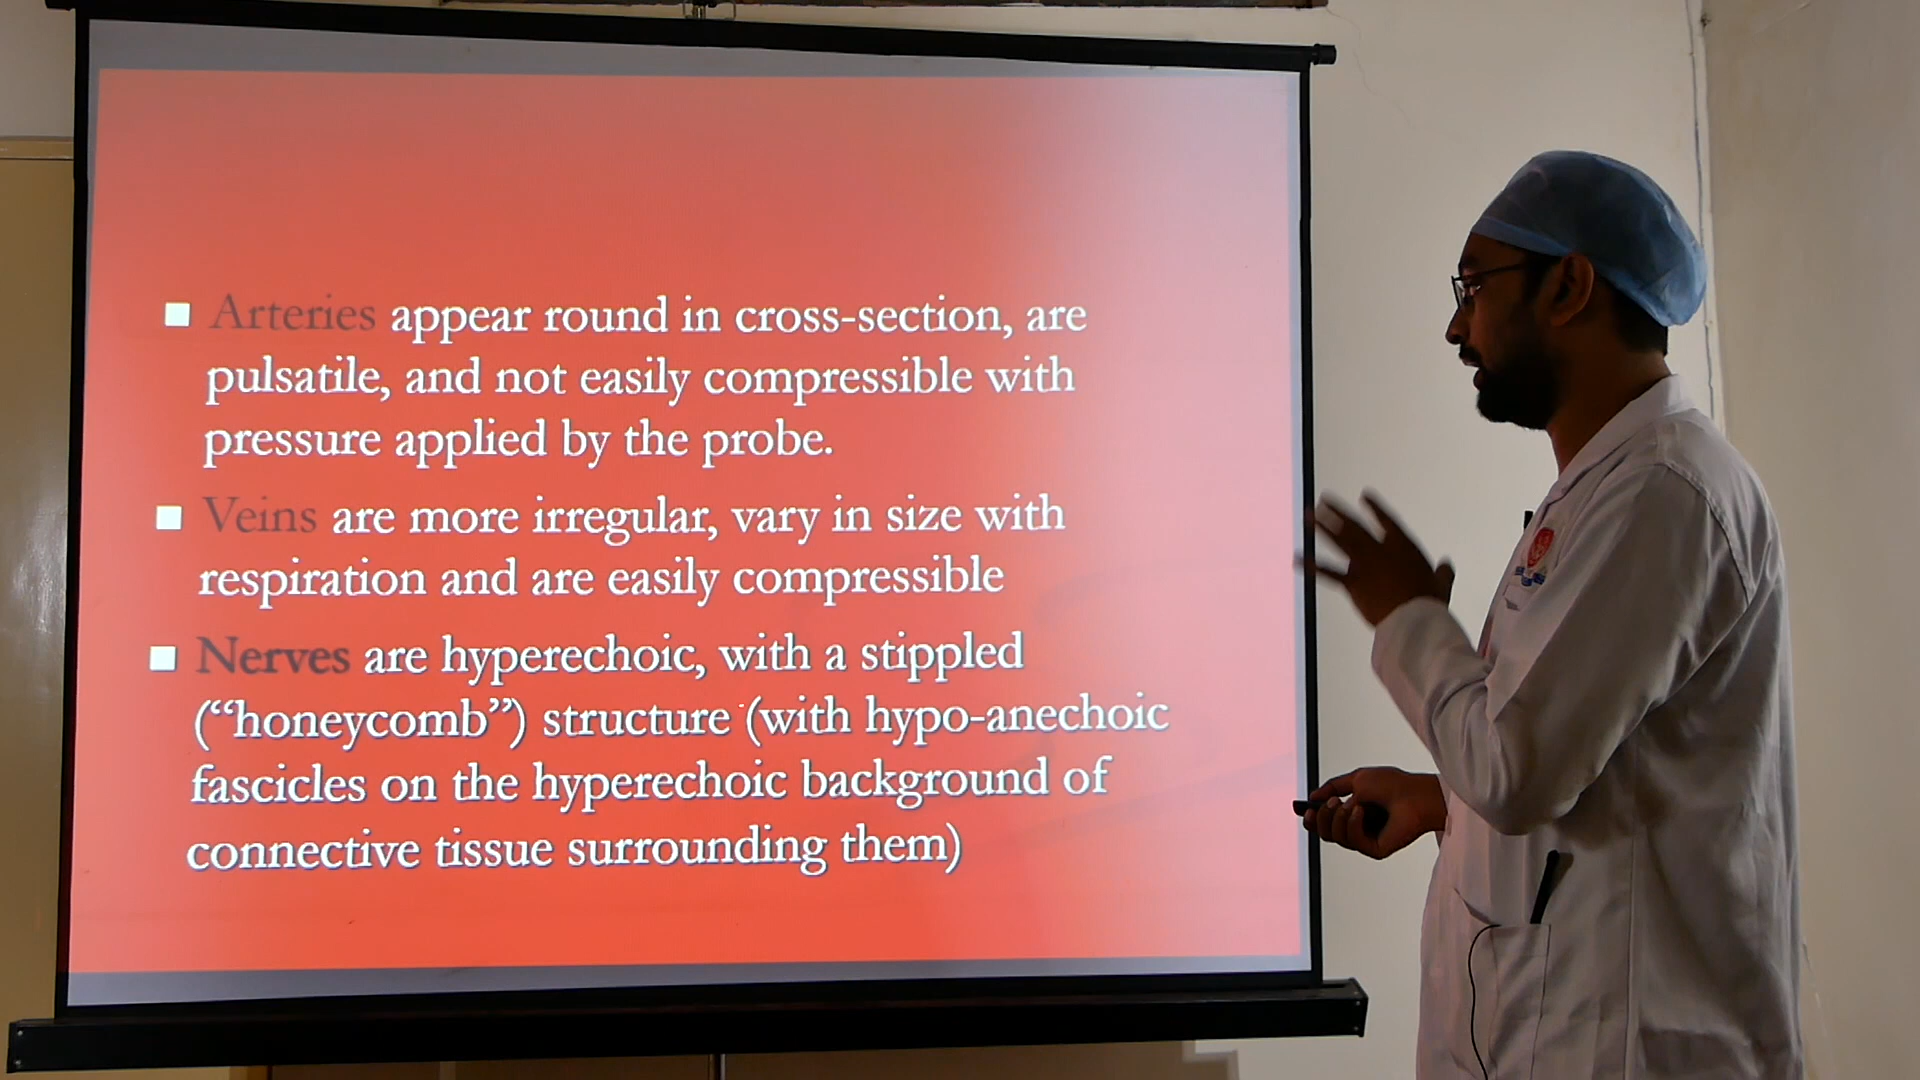 Arteries appear round in cross-section, are
pulsatile, and not easily compressible with
pressure applied by the probe.
Veins are more irregular, vary in size with
respiration and are easily compressible
Nerves are hyperechoic, with a stippled
(“honeycomb”) structure (with hypo-anechoic
fascicles on the hyperechoic background of
connective tissue surrounding them)